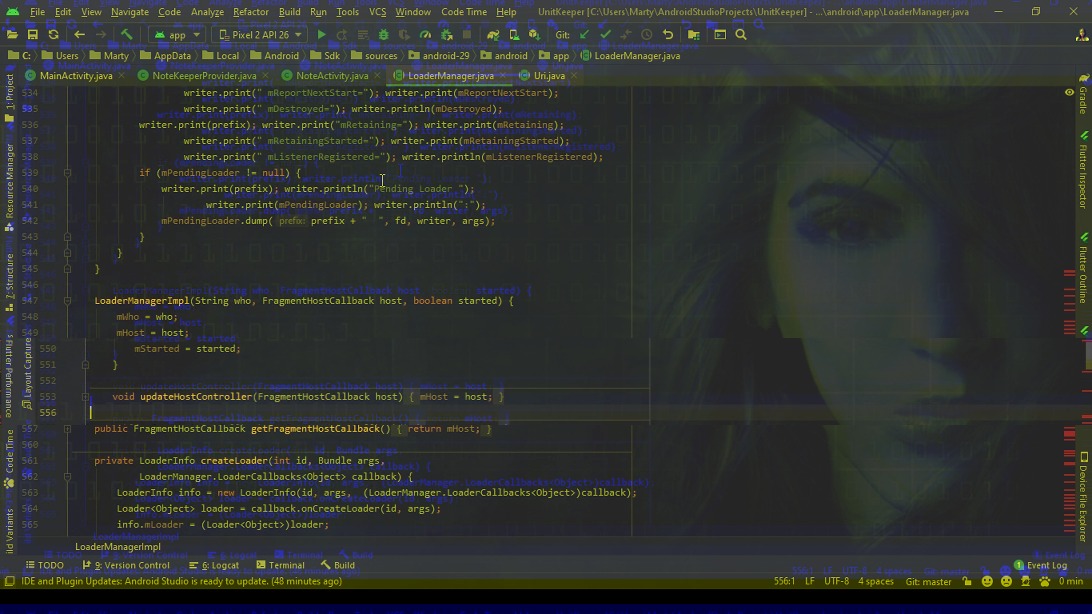 File Edit View Navigate Code Analyze Refactor Build Run Tools VCS Window Code Time Help UnitKeeper [C:\Users\Marty\AndroidStudioProjects\UnitKeeper] - ...\android\app\LoaderManager.java
app Pixel 2 API 26 Git:
C: Users Marty AppData Local Android Sdk sources android-29 android app LoaderManager.java
MainActivity.java NoteKeeperProvider.java NoteActivity.java LoaderManager.java Uri.java
534 writer.print(" mReportNextStart="); writer.print(mReportNextStart);
535 writer.print(" mDestroyed="); writer.println(mDestroyed);
536 writer.print(prefix); writer.print("mRetaining="); writer.print(mRetaining);
537 writer.print(" mRetainingStarted="); writer.print(mRetainingStarted);
538 writer.print(" mListenerRegistered="); writer.println(mListenerRegistered);
539 if (mPendingLoader != null) {
540 writer.print(prefix); writer.println("Pending Loader ");
541 writer.print(mPendingLoader); writer.println(":");
542 mPendingLoader.dump( prefix: prefix + "  ", fd, writer, args);
543 }
544 }
545 }
546
547 LoaderManagerImpl(String who, FragmentHostCallback host, boolean started) {
548 mWho = who;
549 mHost = host;
550 mStarted = started;
551 }
552
553 void updateHostController(FragmentHostCallback host) { mHost = host; }
556
557 public FragmentHostCallback getFragmentHostCallback() { return mHost; }
560
561 private LoaderInfo createLoader(int id, Bundle args,
562 LoaderManager.LoaderCallbacks<Object> callback) {
563 LoaderInfo info = new LoaderInfo(id, args, (LoaderManager.LoaderCallbacks<Object>)callback);
564 Loader<Object> loader = callback.onCreateLoader(id, args);
565 info.mLoader = (Loader<Object>)loader;
LoaderManagerImpl
1: Project
Resource Manager
7: Structure
Flutter Performance
Layout Capture
Code Time
ild Variants
Gradle
Flutter Inspector
Flutter Outline
Device File Explorer
TODO 9: Version Control 6: Logcat Terminal Build 1 Event Log
IDE and Plugin Updates: Android Studio is ready to update. (48 minutes ago) 556:1 LF UTF-8 4 spaces Git: master 0 min